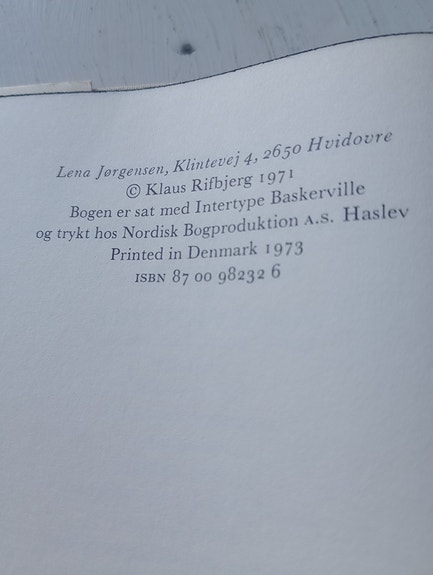 Lena Jørgensen, Klintevej 4, 2650 Hvidovre
© Klaus Rifbjerg 1971
Bogen er sat med Intertype Baskerville
og trykt hos Nordisk Bogproduktion A.S. Haslev
Printed in Denmark 1973
ISBN 87 00 98232 6